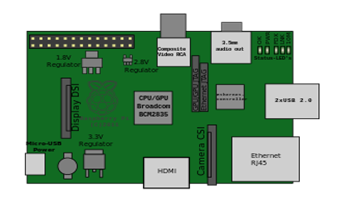 Composite
Video RCA
3.5mm
audio out
Status-LED's
1.8V
Regulator
2.8V
Regulator
Display DSI
CPU/GPU
Broadcom
BCM2835
2xUSB 2.0
Micro-USB
Power
3.3V
Regulator
HDMI
Camera CSI
Ethernet
RJ45